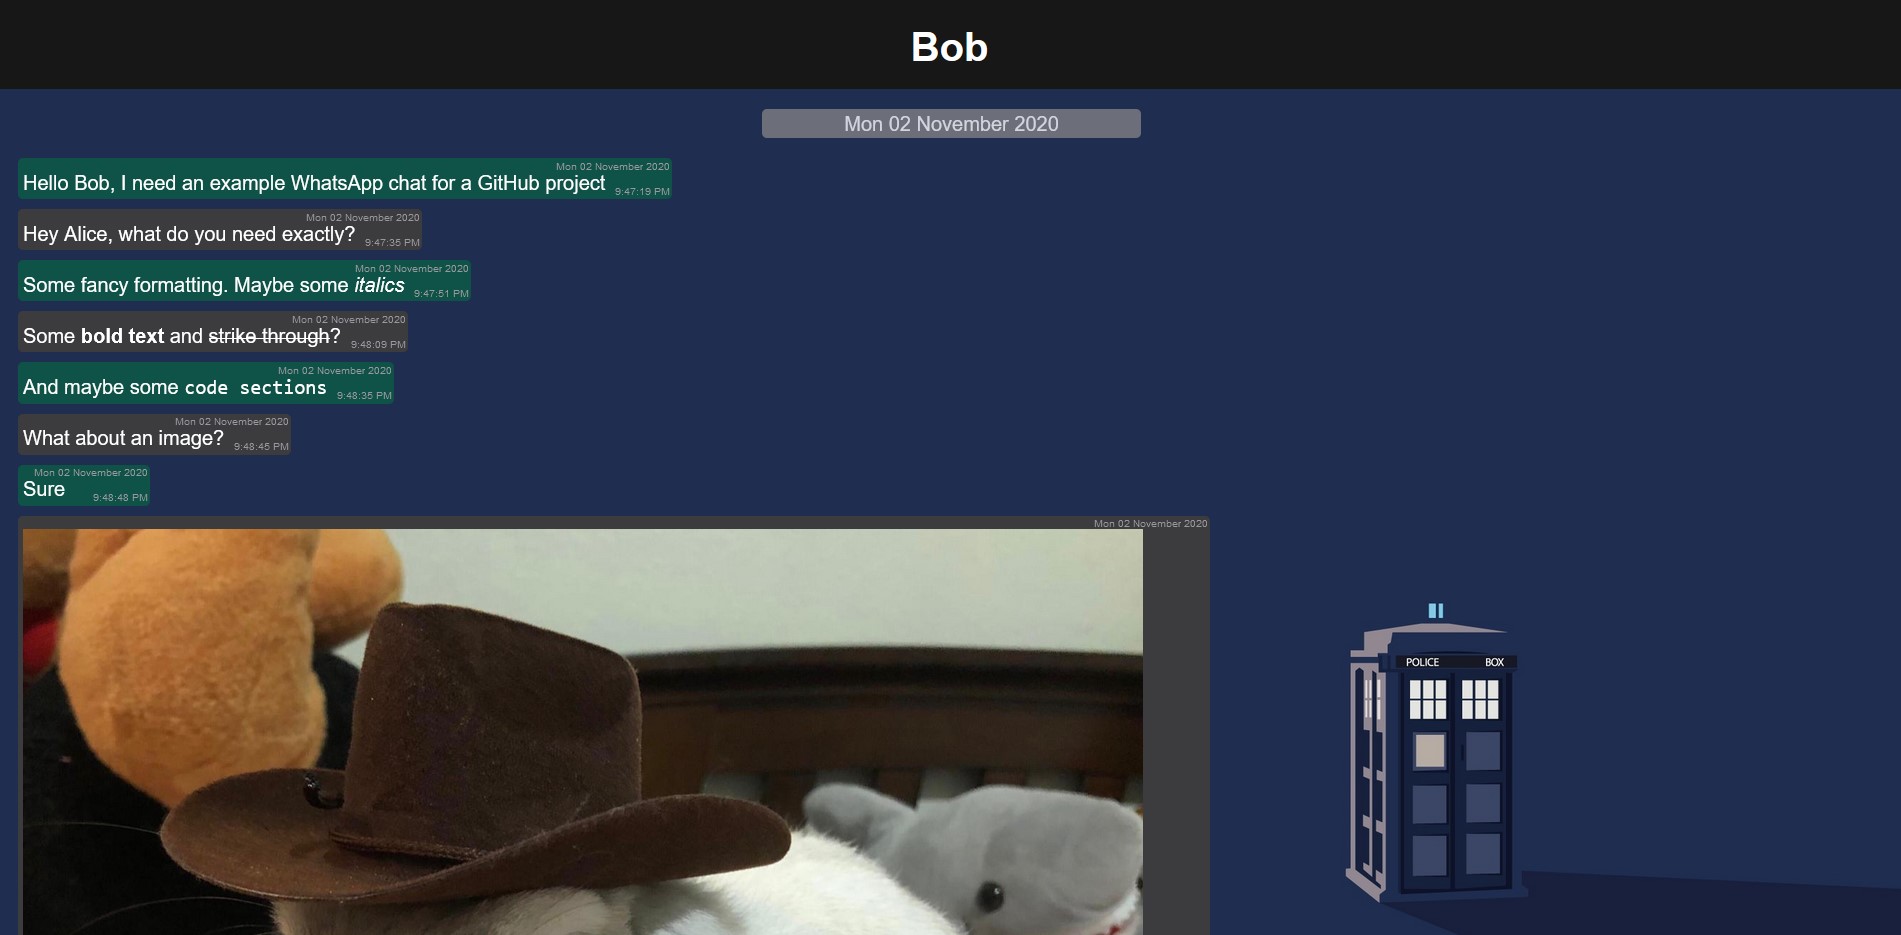 Bob
Mon 02 November 2020
Mon 02 November 2020
Hello Bob, I need an example WhatsApp chat for a GitHub project
9:47:19 PM
Mon 02 November 2020
Hey Alice, what do you need exactly?
9:47:35 PM
Mon 02 November 2020
Some fancy formatting. Maybe some italics
9:47:51 PM
Mon 02 November 2020
Some bold text and strike through?
9:48:09 PM
Mon 02 November 2020
And maybe some code sections
9:48:35 PM
Mon 02 November 2020
What about an image?
9:48:45 PM
Mon 02 November 2020
Sure
9:48:48 PM
Mon 02 November 2020
POLICE BOX